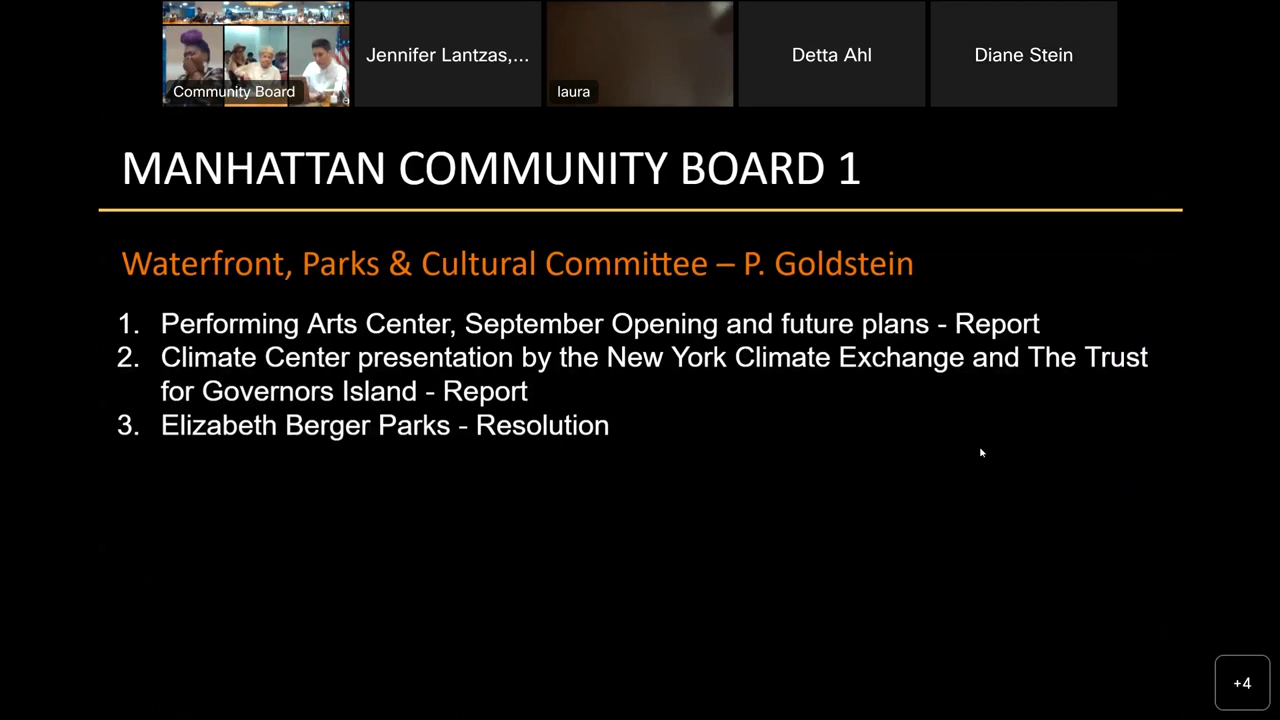 Community Board
Jennifer Lantzas,...
laura
Detta Ahl
Diane Stein
MANHATTAN COMMUNITY BOARD 1
Waterfront, Parks & Cultural Committee – P. Goldstein
1. Performing Arts Center, September Opening and future plans - Report
2. Climate Center presentation by the New York Climate Exchange and The Trust
for Governors Island - Report
3. Elizabeth Berger Parks - Resolution
+4